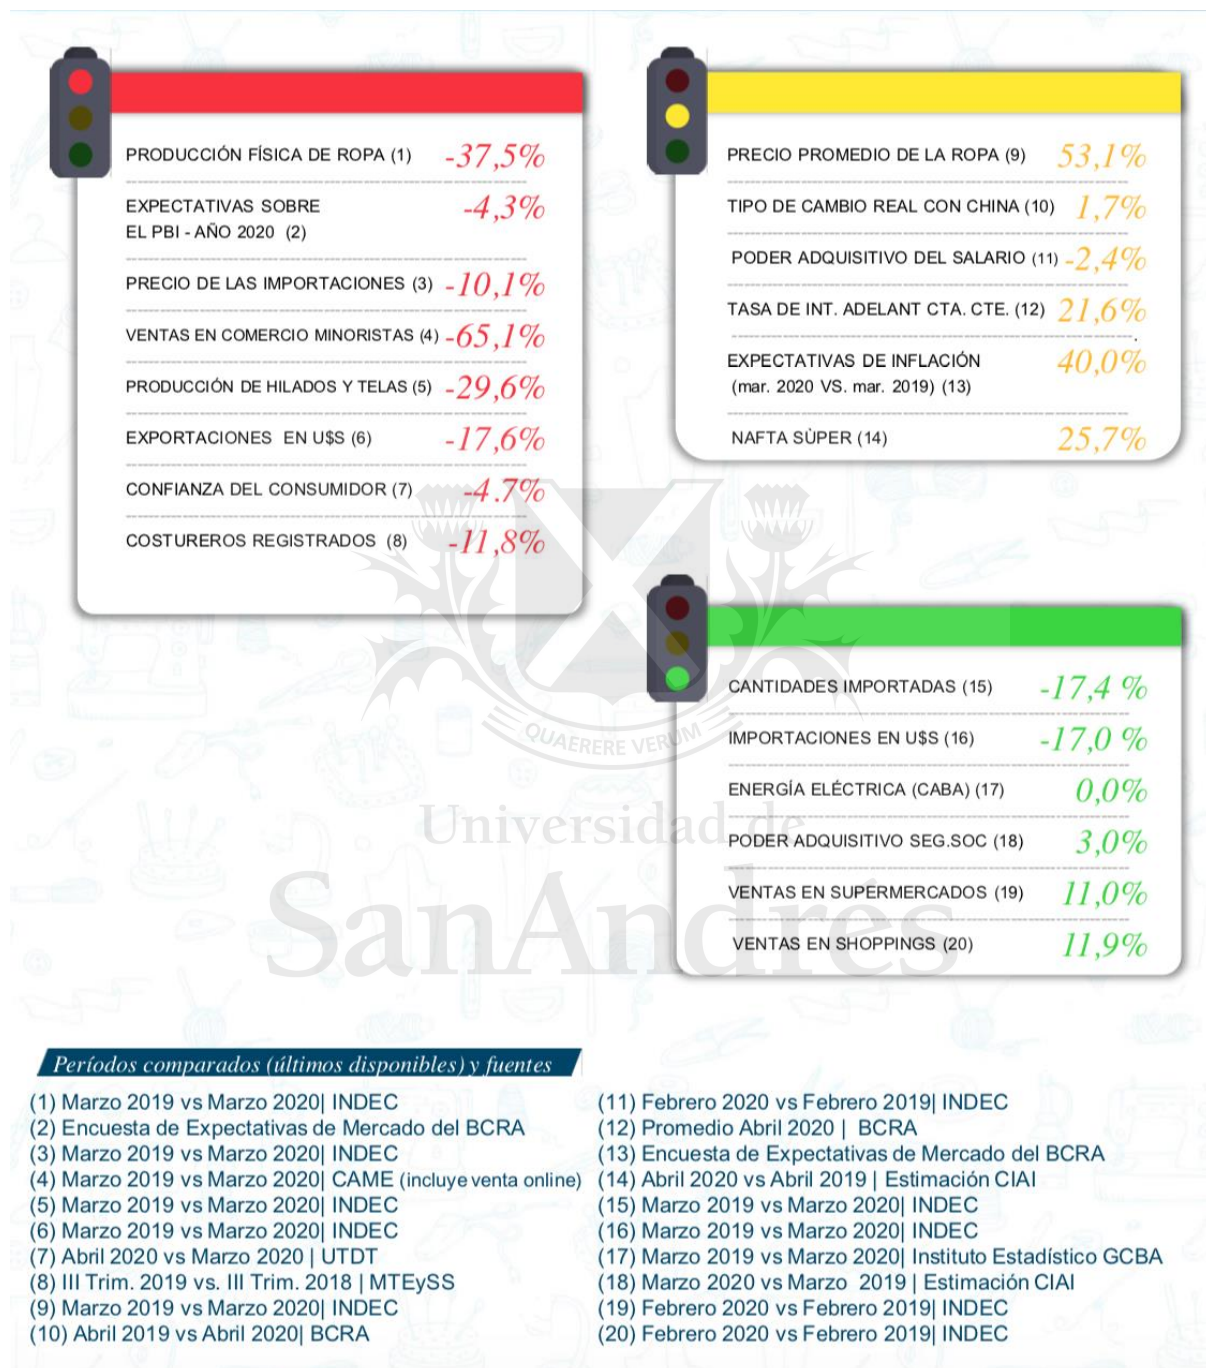 PRODUCCIÓN FÍSICA DE ROPA (1) -37,5%
EXPECTATIVAS SOBRE -4,3%
EL PBI - AÑO 2020 (2)
PRECIO DE LAS IMPORTACIONES (3) -10,1%
VENTAS EN COMERCIO MINORISTAS (4) -65,1%
PRODUCCIÓN DE HILADOS Y TELAS (5) -29,6%
EXPORTACIONES EN U$S (6) -17,6%
CONFIANZA DEL CONSUMIDOR (7) -4.7%
COSTUREROS REGISTRADOS (8) -11,8%
PRECIO PROMEDIO DE LA ROPA (9) 53,1%
TIPO DE CAMBIO REAL CON CHINA (10) 1,7%
PODER ADQUISITIVO DEL SALARIO (11) -2,4%
TASA DE INT. ADELANT CTA. CTE. (12) 21,6%
EXPECTATIVAS DE INFLACIÓN 40,0%
(mar. 2020 VS. mar. 2019) (13)
NAFTA SÙPER (14) 25,7%
CANTIDADES IMPORTADAS (15) -17,4 %
IMPORTACIONES EN U$S (16) -17,0 %
ENERGÍA ELÉCTRICA (CABA) (17) 0,0%
PODER ADQUISITIVO SEG.SOC (18) 3,0%
VENTAS EN SUPERMERCADOS (19) 11,0%
VENTAS EN SHOPPINGS (20) 11,9%
QUAERERE VERUM
Universidad de
SanAndrés
Períodos comparados (últimos disponibles) y fuentes
(1) Marzo 2019 vs Marzo 2020| INDEC
(2) Encuesta de Expectativas de Mercado del BCRA
(3) Marzo 2019 vs Marzo 2020| INDEC
(4) Marzo 2019 vs Marzo 2020| CAME (incluye venta online)
(5) Marzo 2019 vs Marzo 2020| INDEC
(6) Marzo 2019 vs Marzo 2020| INDEC
(7) Abril 2020 vs Marzo 2020 | UTDT
(8) III Trim. 2019 vs. III Trim. 2018 | MTEySS
(9) Marzo 2019 vs Marzo 2020| INDEC
(10) Abril 2019 vs Abril 2020| BCRA
(11) Febrero 2020 vs Febrero 2019| INDEC
(12) Promedio Abril 2020 | BCRA
(13) Encuesta de Expectativas de Mercado del BCRA
(14) Abril 2020 vs Abril 2019 | Estimación CIAI
(15) Marzo 2019 vs Marzo 2020| INDEC
(16) Marzo 2019 vs Marzo 2020| INDEC
(17) Marzo 2019 vs Marzo 2020| Instituto Estadístico GCBA
(18) Marzo 2020 vs Marzo 2019 | Estimación CIAI
(19) Febrero 2020 vs Febrero 2019| INDEC
(20) Febrero 2020 vs Febrero 2019| INDEC